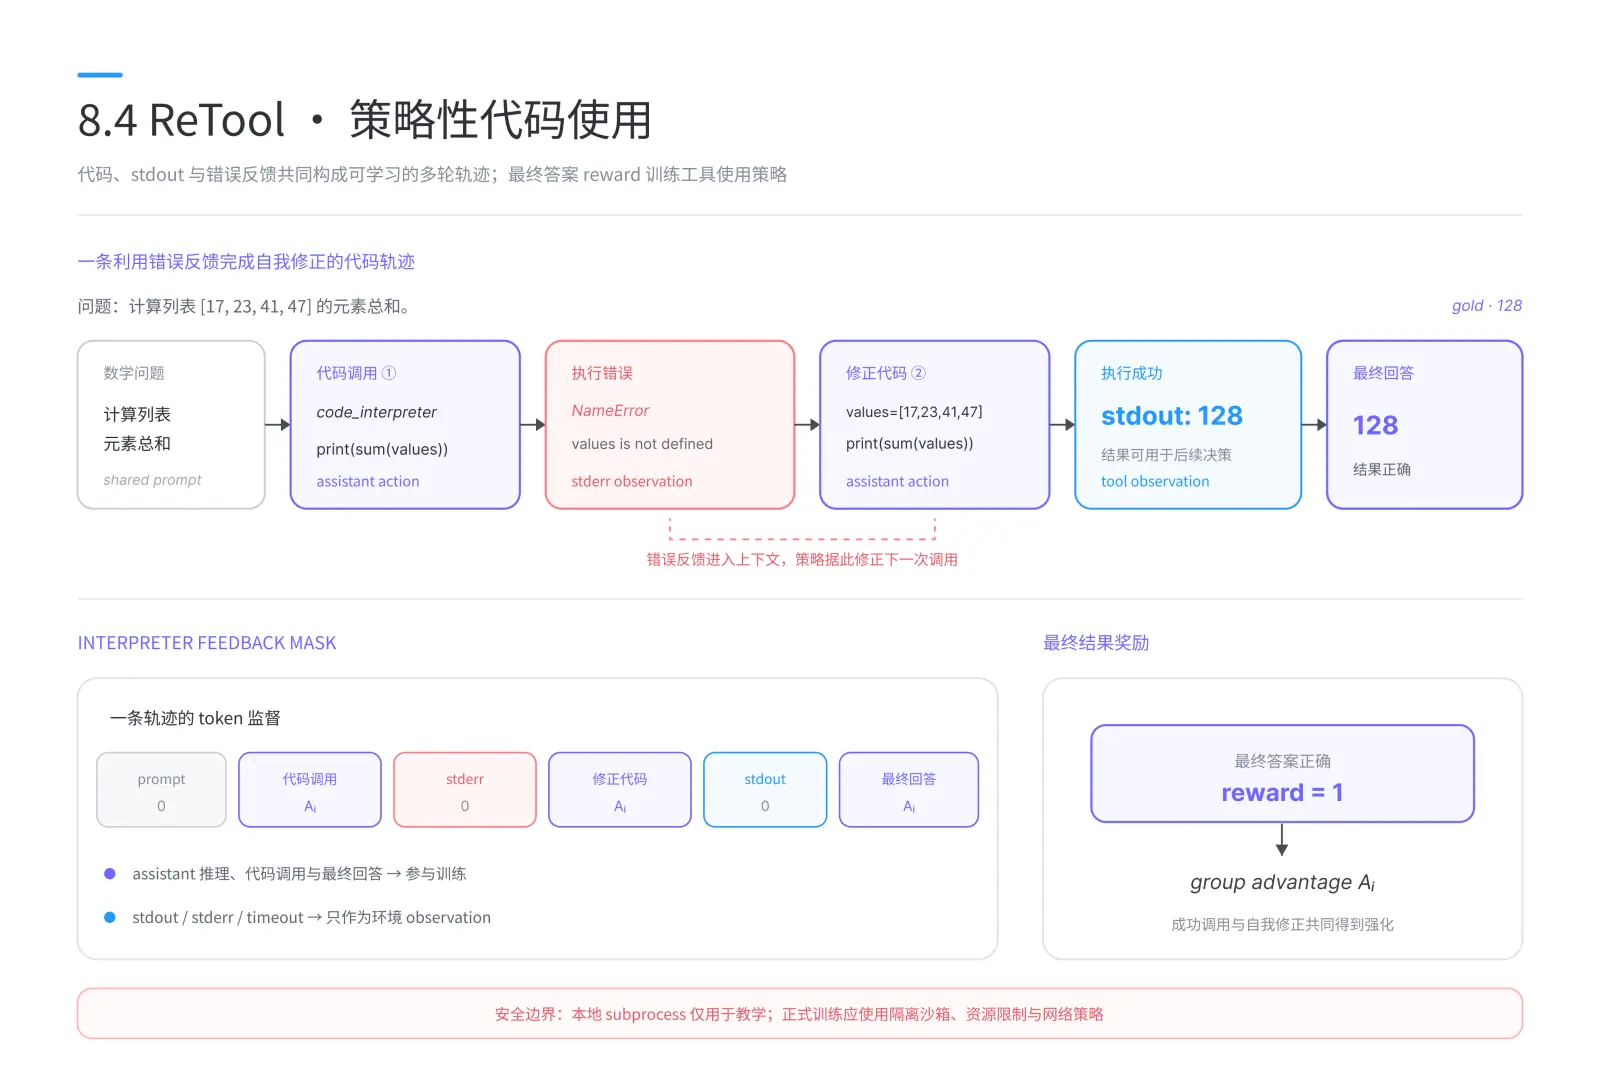 8.4 ReTool · 策略性代码使用
代码、stdout 与错误反馈共同构成可学习的多轮轨迹；最终答案 reward 训练工具使用策略
一条利用错误反馈完成自我修正的代码轨迹
问题：计算列表 [17, 23, 41, 47] 的元素总和。
gold · 128
数学问题
计算列表
元素总和
shared prompt
代码调用 ①
code_interpreter
print(sum(values))
assistant action
执行错误
NameError
values is not defined
stderr observation
修正代码 ②
values=[17,23,41,47]
print(sum(values))
assistant action
执行成功
stdout: 128
结果可用于后续决策
tool observation
最终回答
128
结果正确
错误反馈进入上下文，策略据此修正下一次调用
INTERPRETER FEEDBACK MASK
一条轨迹的 token 监督
prompt
0
代码调用
Aᵢ
stderr
0
修正代码
Aᵢ
stdout
0
最终回答
Aᵢ
assistant 推理、代码调用与最终回答 → 参与训练
stdout / stderr / timeout → 只作为环境 observation
最终结果奖励
最终答案正确
reward = 1
group advantage Aᵢ
成功调用与自我修正共同得到强化
安全边界：本地 subprocess 仅用于教学；正式训练应使用隔离沙箱、资源限制与网络策略